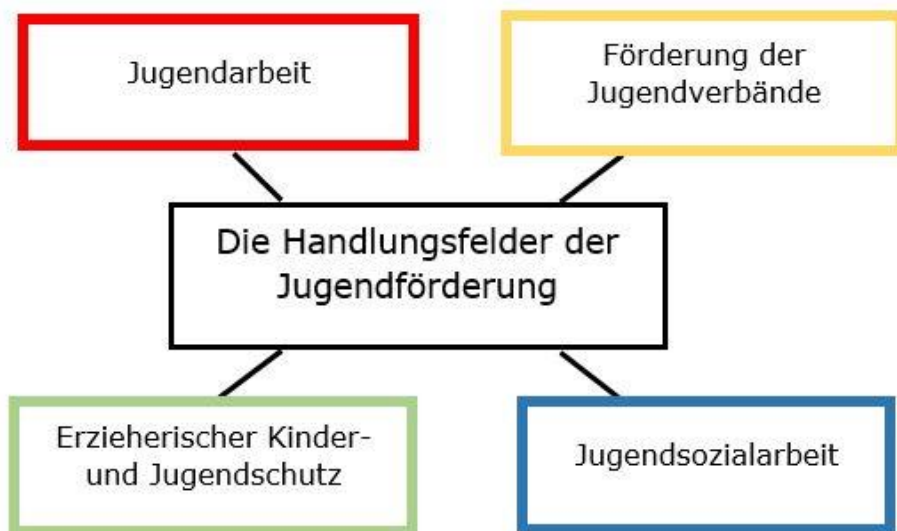 Jugendarbeit
Förderung der
Jugendverbände
Die Handlungsfelder der
Jugendförderung
Erzieherischer Kinder-
und Jugendschutz
Jugendsozialarbeit